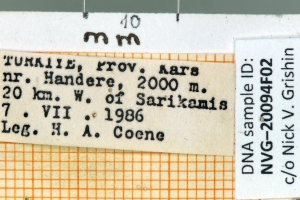 10
mm
TURKIYE, Prov. Kars
nr. Handere, 2000 m.
20 km. W. of Sarikamis
7 . VII . 1986
Leg. H. A. Coene
DNA sample ID:
NVG-20094F02
c/o Nick V. Grishin